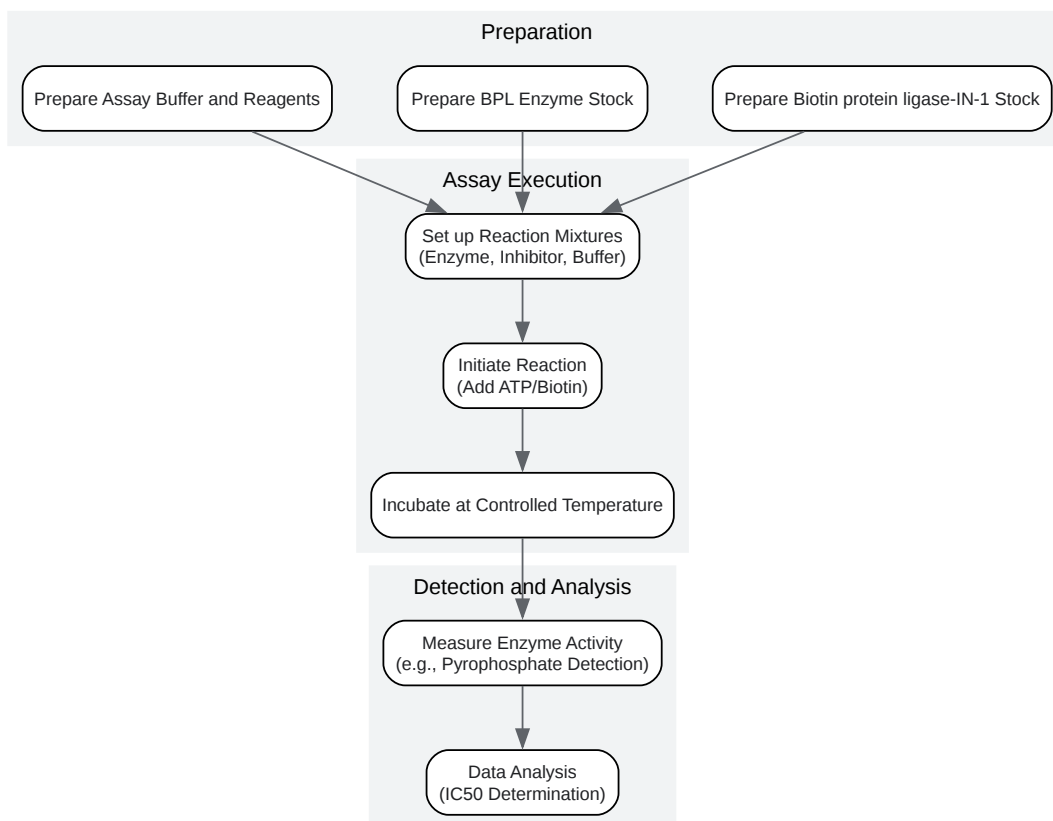 Preparation
Prepare Assay Buffer and Reagents
Prepare BPL Enzyme Stock
Prepare Biotin protein ligase-IN-1 Stock
Assay Execution
Set up Reaction Mixtures
(Enzyme, Inhibitor, Buffer)
Initiate Reaction
(Add ATP/Biotin)
Incubate at Controlled Temperature
Detection and Analysis
Measure Enzyme Activity
(e.g., Pyrophosphate Detection)
Data Analysis
(IC50 Determination)